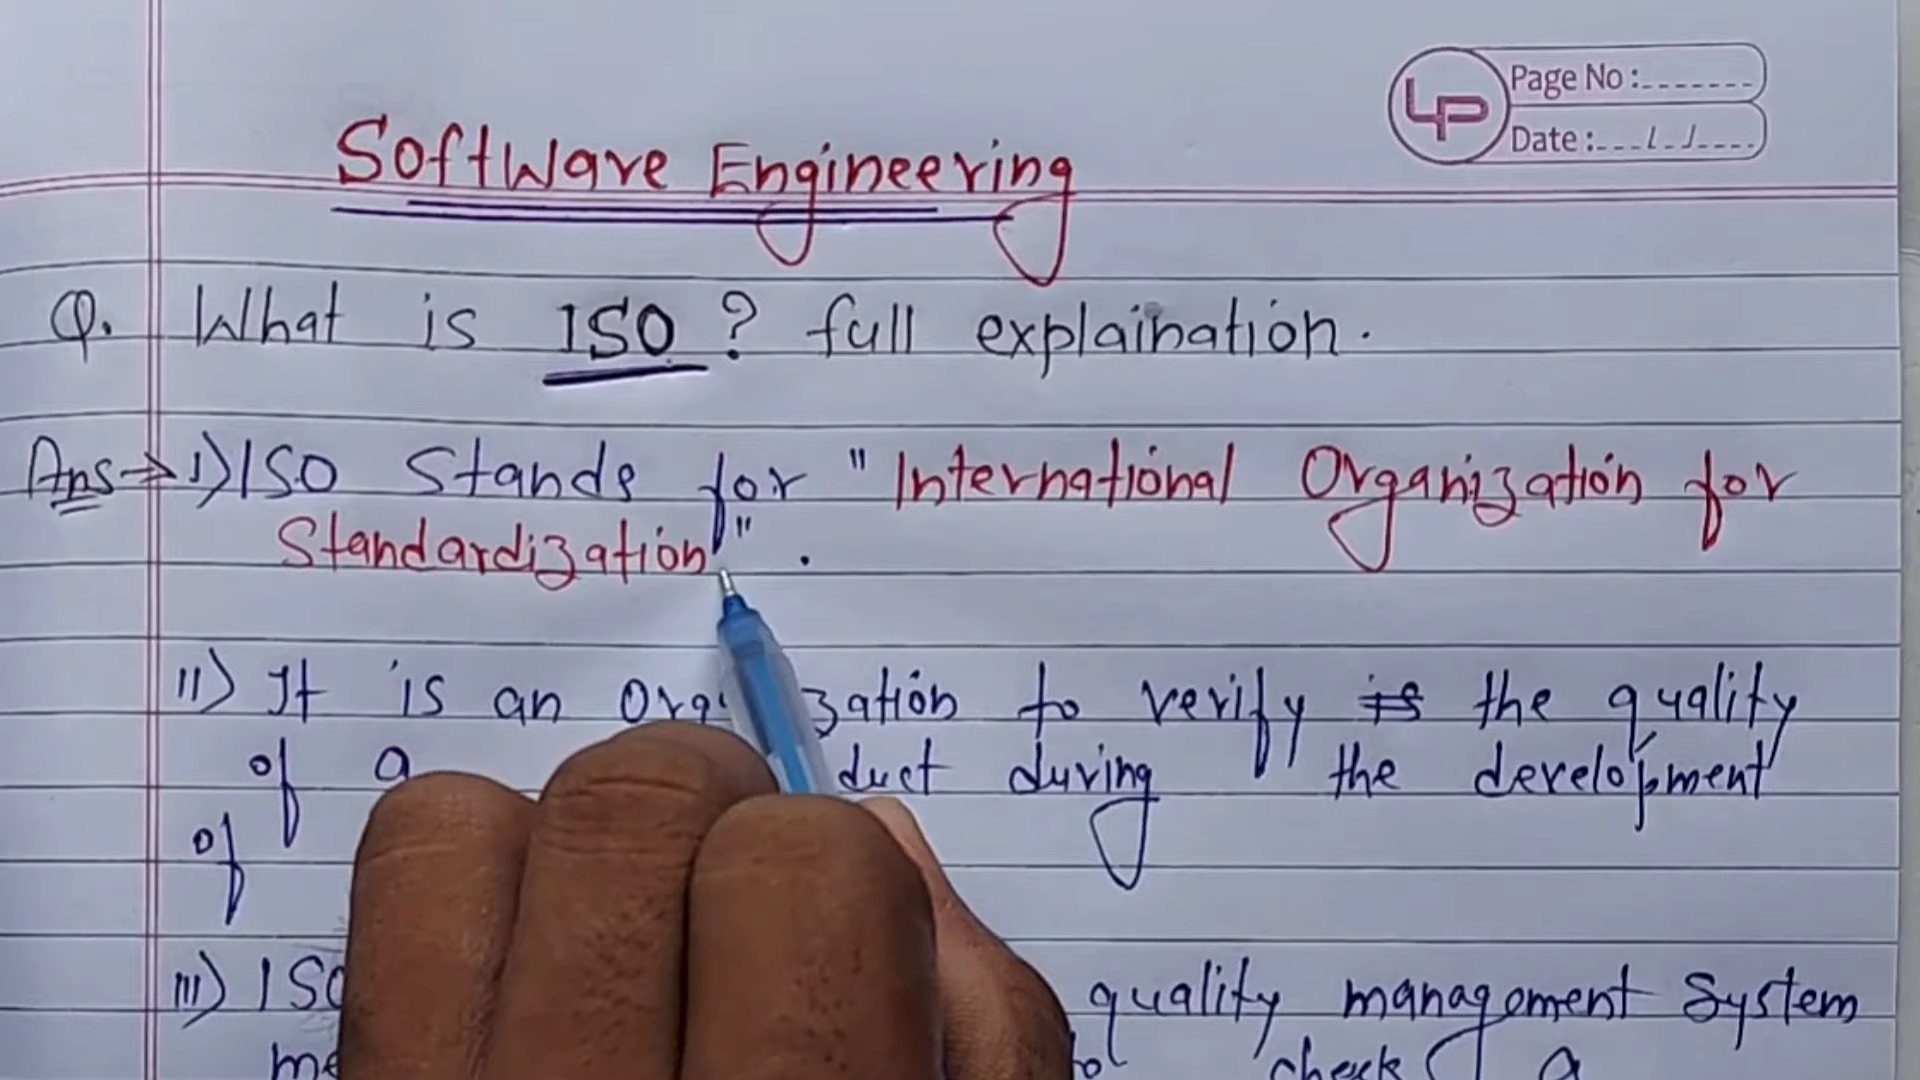 LP
Page No :
Date :
Software Engineering
Q. What is ISO ? full explaination.
Ans → i) ISO Stands for "International Organization for
Standardization" .
ii) It is an zation to verify is the quality
of a duct during the development
of
iii) ISO quality management System
to check a